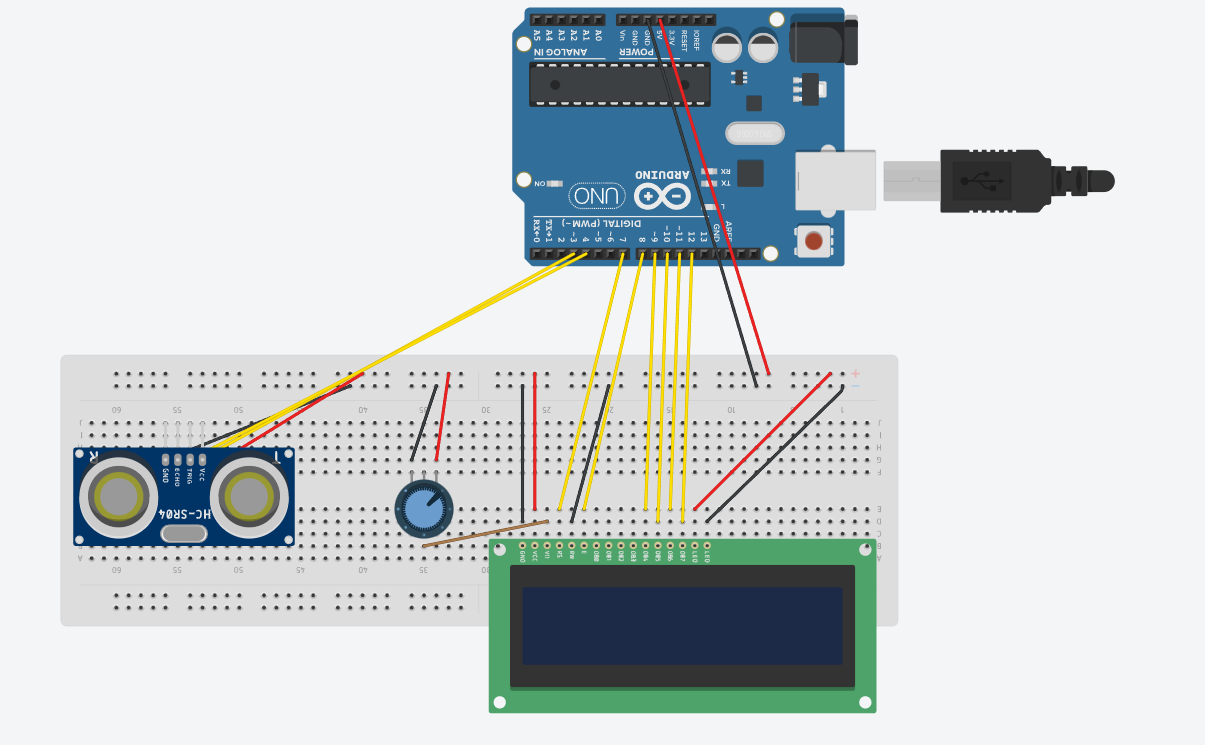 A5 A4 A3 A2 A1 A0 Vin GND GND 5V 3.3V RESET IOREF
ANALOG IN POWER
RX
TX
ARDUINO
ON
UNO
L
DIGITAL (PWM~)
RX←0 TX→1 2 ~3 4 ~5 ~6 7 8 ~9 ~10 ~11 12 13 GND AREF
+
−
60 55 50 40 35 30 25 20 10 1
J J
I I
H
G
F
R T
GND ECHO TRIG VCC
HC-SR04
E
D
A
GND VCC VO RS RW E DB0 DB1 DB2 DB3 DB4 DB5 DB6 DB7 LED LED
60 55 50 45 40 35 30